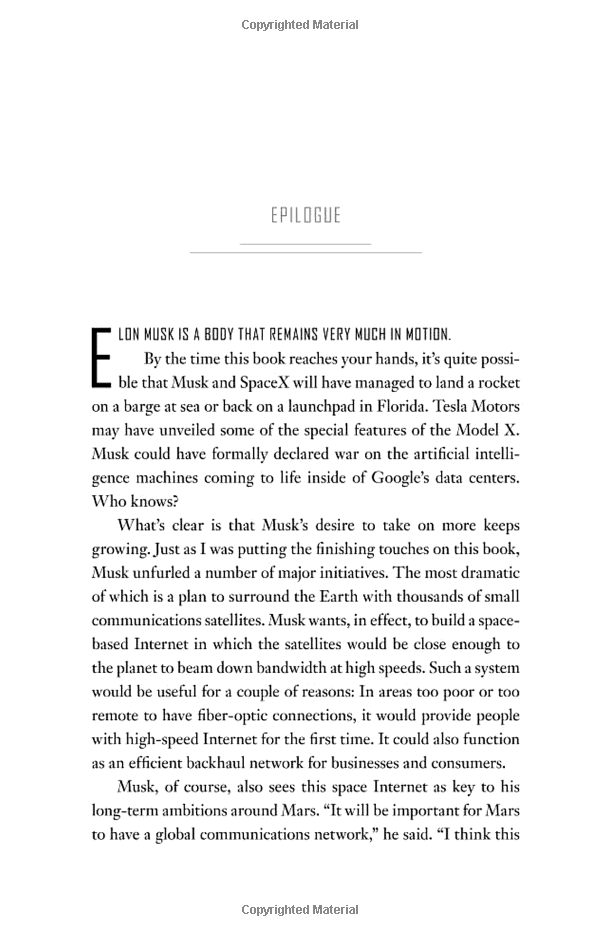 Copyrighted Material
EPILOGUE
ELON MUSK IS A BODY THAT REMAINS VERY MUCH IN MOTION.
By the time this book reaches your hands, it’s quite possi-
ble that Musk and SpaceX will have managed to land a rocket
on a barge at sea or back on a launchpad in Florida. Tesla Motors
may have unveiled some of the special features of the Model X.
Musk could have formally declared war on the artificial intelli-
gence machines coming to life inside of Google’s data centers.
Who knows?
What’s clear is that Musk’s desire to take on more keeps
growing. Just as I was putting the finishing touches on this book,
Musk unfurled a number of major initiatives. The most dramatic
of which is a plan to surround the Earth with thousands of small
communications satellites. Musk wants, in effect, to build a space-
based Internet in which the satellites would be close enough to
the planet to beam down bandwidth at high speeds. Such a system
would be useful for a couple of reasons: In areas too poor or too
remote to have fiber-optic connections, it would provide people
with high-speed Internet for the first time. It could also function
as an efficient backhaul network for businesses and consumers.
Musk, of course, also sees this space Internet as key to his
long-term ambitions around Mars. “It will be important for Mars
to have a global communications network,” he said. “I think this
Copyrighted Material